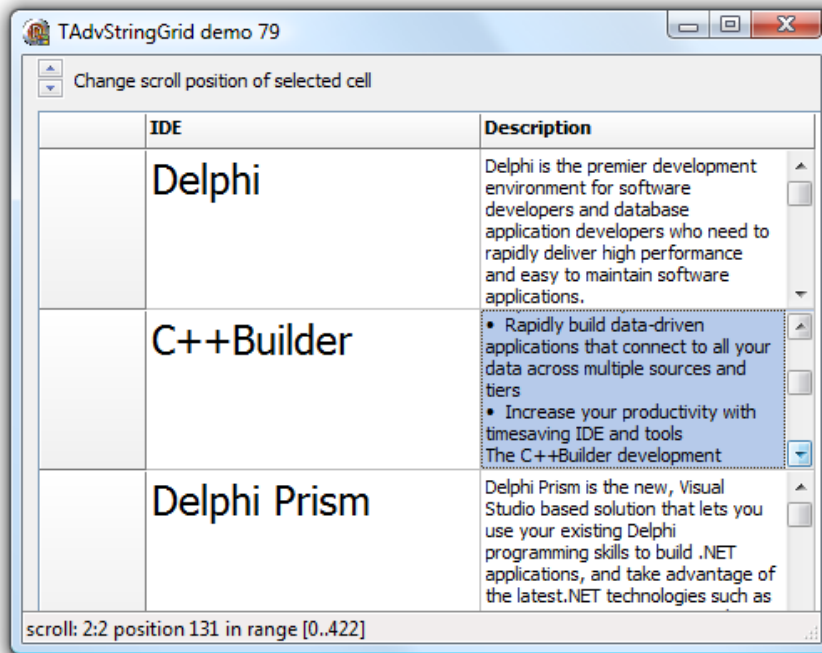 TAdvStringGrid demo 79
Change scroll position of selected cell
IDE
Description
Delphi
Delphi is the premier development
environment for software
developers and database
application developers who need to
rapidly deliver high performance
and easy to maintain software
applications.
C++Builder
• Rapidly build data-driven
applications that connect to all your
data across multiple sources and
tiers
• Increase your productivity with
timesaving IDE and tools
The C++Builder development
Delphi Prism
Delphi Prism is the new, Visual
Studio based solution that lets you
use your existing Delphi
programming skills to build .NET
applications, and take advantage of
the latest.NET technologies such as
scroll: 2:2 position 131 in range [0..422]